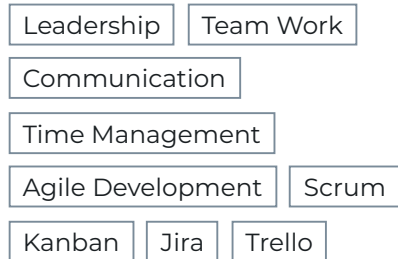 Leadership Team Work
Communication
Time Management
Agile Development Scrum
Kanban Jira Trello